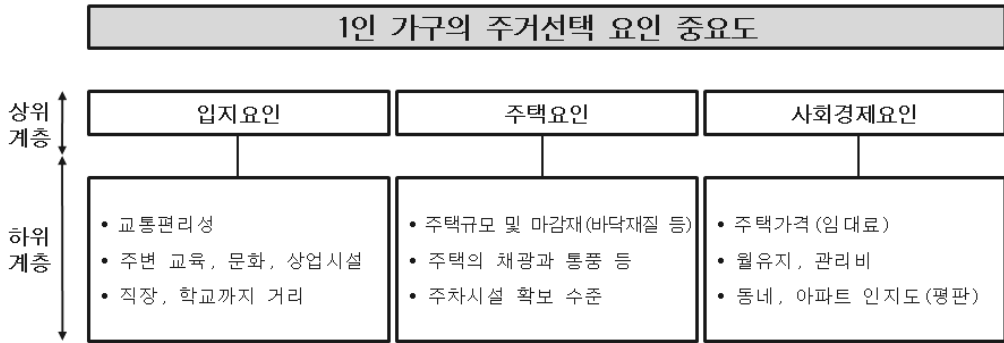 1인 가구의 주거선택 요인 중요도
상위
계층
입지요인
주택요인
사회경제요인
하위
계층
• 교통편리성
• 주변 교육, 문화, 상업시설
• 직장, 학교까지 거리
• 주택규모 및 마감재(바닥재질 등)
• 주택의 채광과 통풍 등
• 주차시설 확보 수준
• 주택가격(임대료)
• 월유지, 관리비
• 동네, 아파트 인지도(평판)